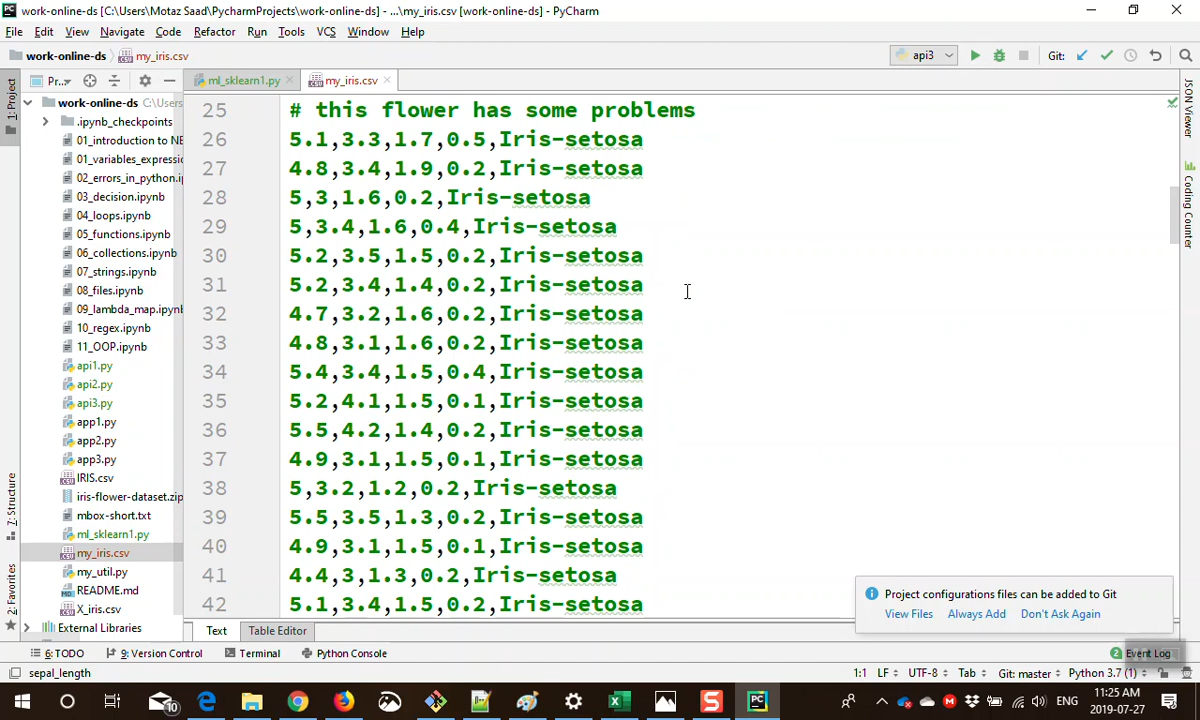 work-online-ds [C:\Users\Motaz Saad\PycharmProjects\work-online-ds] - ...\my_iris.csv [work-online-ds] - PyCharm
File Edit View Navigate Code Refactor Run Tools VCS Window Help
work-online-ds my_iris.csv api3 Git:
1: Project
Pr... ml_sklearn1.py my_iris.csv
work-online-ds C:\Users
.ipynb_checkpoints
01_introduction to NE
01_variables_expressic
02_errors_in_python.ip
03_decision.ipynb
04_loops.ipynb
05_functions.ipynb
06_collections.ipynb
07_strings.ipynb
08_files.ipynb
09_lambda_map.ipynb
10_regex.ipynb
11_OOP.ipynb
api1.py
api2.py
api3.py
app1.py
app2.py
app3.py
IRIS.csv
iris-flower-dataset.zip
mbox-short.txt
ml_sklearn1.py
my_iris.csv
my_util.py
README.md
X_iris.csv
External Libraries
Z: Structure
2: Favorites
25 # this flower has some problems
26 5.1,3.3,1.7,0.5,Iris-setosa
27 4.8,3.4,1.9,0.2,Iris-setosa
28 5,3,1.6,0.2,Iris-setosa
29 5,3.4,1.6,0.4,Iris-setosa
30 5.2,3.5,1.5,0.2,Iris-setosa
31 5.2,3.4,1.4,0.2,Iris-setosa
32 4.7,3.2,1.6,0.2,Iris-setosa
33 4.8,3.1,1.6,0.2,Iris-setosa
34 5.4,3.4,1.5,0.4,Iris-setosa
35 5.2,4.1,1.5,0.1,Iris-setosa
36 5.5,4.2,1.4,0.2,Iris-setosa
37 4.9,3.1,1.5,0.1,Iris-setosa
38 5,3.2,1.2,0.2,Iris-setosa
39 5.5,3.5,1.3,0.2,Iris-setosa
40 4.9,3.1,1.5,0.1,Iris-setosa
41 4.4,3,1.3,0.2,Iris-setosa
42 5.1,3.4,1.5,0.2,Iris-setosa
JSON Viewer
Coding Counter
Project configurations files can be added to Git
View Files Always Add Don't Ask Again
Text Table Editor
6: TODO 9: Version Control Terminal Python Console 2 Event Log
sepal_length 1:1 LF UTF-8 Tab Git: master Python 3.7 (1)
10 ENG 11:25 AM
2019-07-27